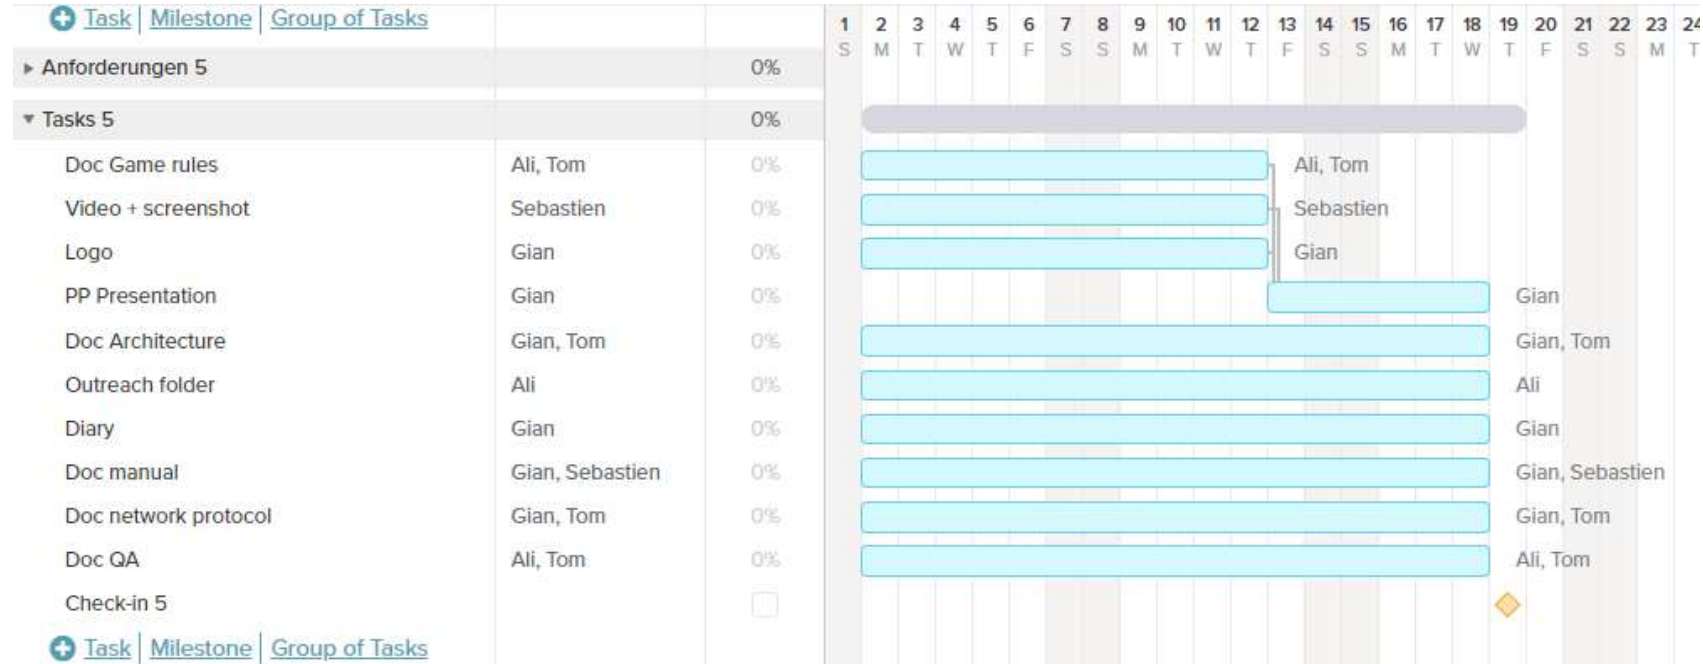 Task Milestone Group of Tasks
1 2 3 4 5 6 7 8 9 10 11 12 13 14 15 16 17 18 19 20 21 22 23 24
S M T W T F S S M T W T F S S M T W T F S S M T
Anforderungen 5 0%
Tasks 5 0%
Doc Game rules Ali, Tom 0% Ali, Tom
Video + screenshot Sebastien 0% Sebastien
Logo Gian 0% Gian
PP Presentation Gian 0% Gian
Doc Architecture Gian, Tom 0% Gian, Tom
Outreach folder Ali 0% Ali
Diary Gian 0% Gian
Doc manual Gian, Sebastien 0% Gian, Sebastien
Doc network protocol Gian, Tom 0% Gian, Tom
Doc QA Ali, Tom 0% Ali, Tom
Check-in 5
Task Milestone Group of Tasks